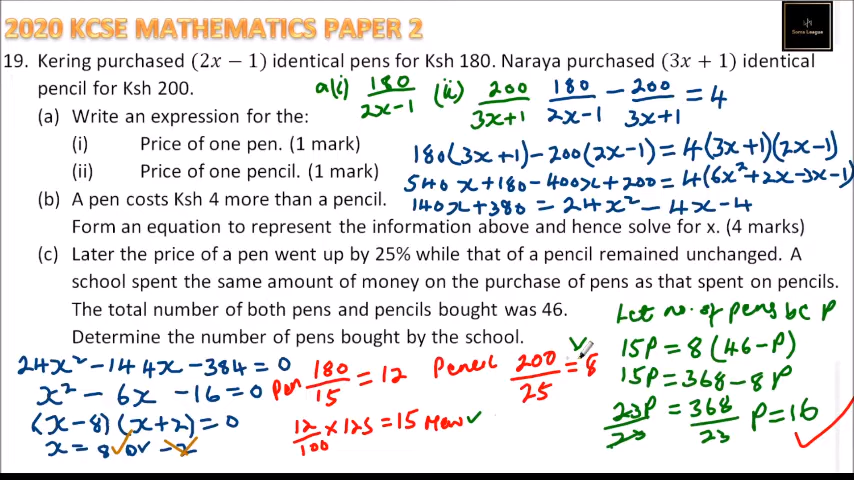 2020 KCSE MATHEMATICS PAPER 2
Soma League
19. Kering purchased (2x − 1) identical pens for Ksh 180. Naraya purchased (3x + 1) identical
pencil for Ksh 200.
a(i) 180/2x-1 (ii) 200/3x+1 180/2x-1 - 200/3x+1 = 4
(a) Write an expression for the:
(i) Price of one pen. (1 mark)
180(3x+1)-200(2x-1)=4(3x+1)(2x-1)
(ii) Price of one pencil. (1 mark)
540x+180-400x+200=4(6x²+2x-3x-1)
(b) A pen costs Ksh 4 more than a pencil.
140x+380=24x²-4x-4
Form an equation to represent the information above and hence solve for x. (4 marks)
(c) Later the price of a pen went up by 25% while that of a pencil remained unchanged. A
school spent the same amount of money on the purchase of pens as that spent on pencils.
The total number of both pens and pencils bought was 46.
Determine the number of pens bought by the school.
24x²-144x-384=0
x²-6x-16=0
(x-8)(x+2)=0
x=8 or -2
Pen 180/15=12
12/100×125=15 New ✓
Pencil 200/25=8 ✓
Let no. of pens be P
15P=8(46-P)
15P=368-8P
23P/23=368/23 P=16